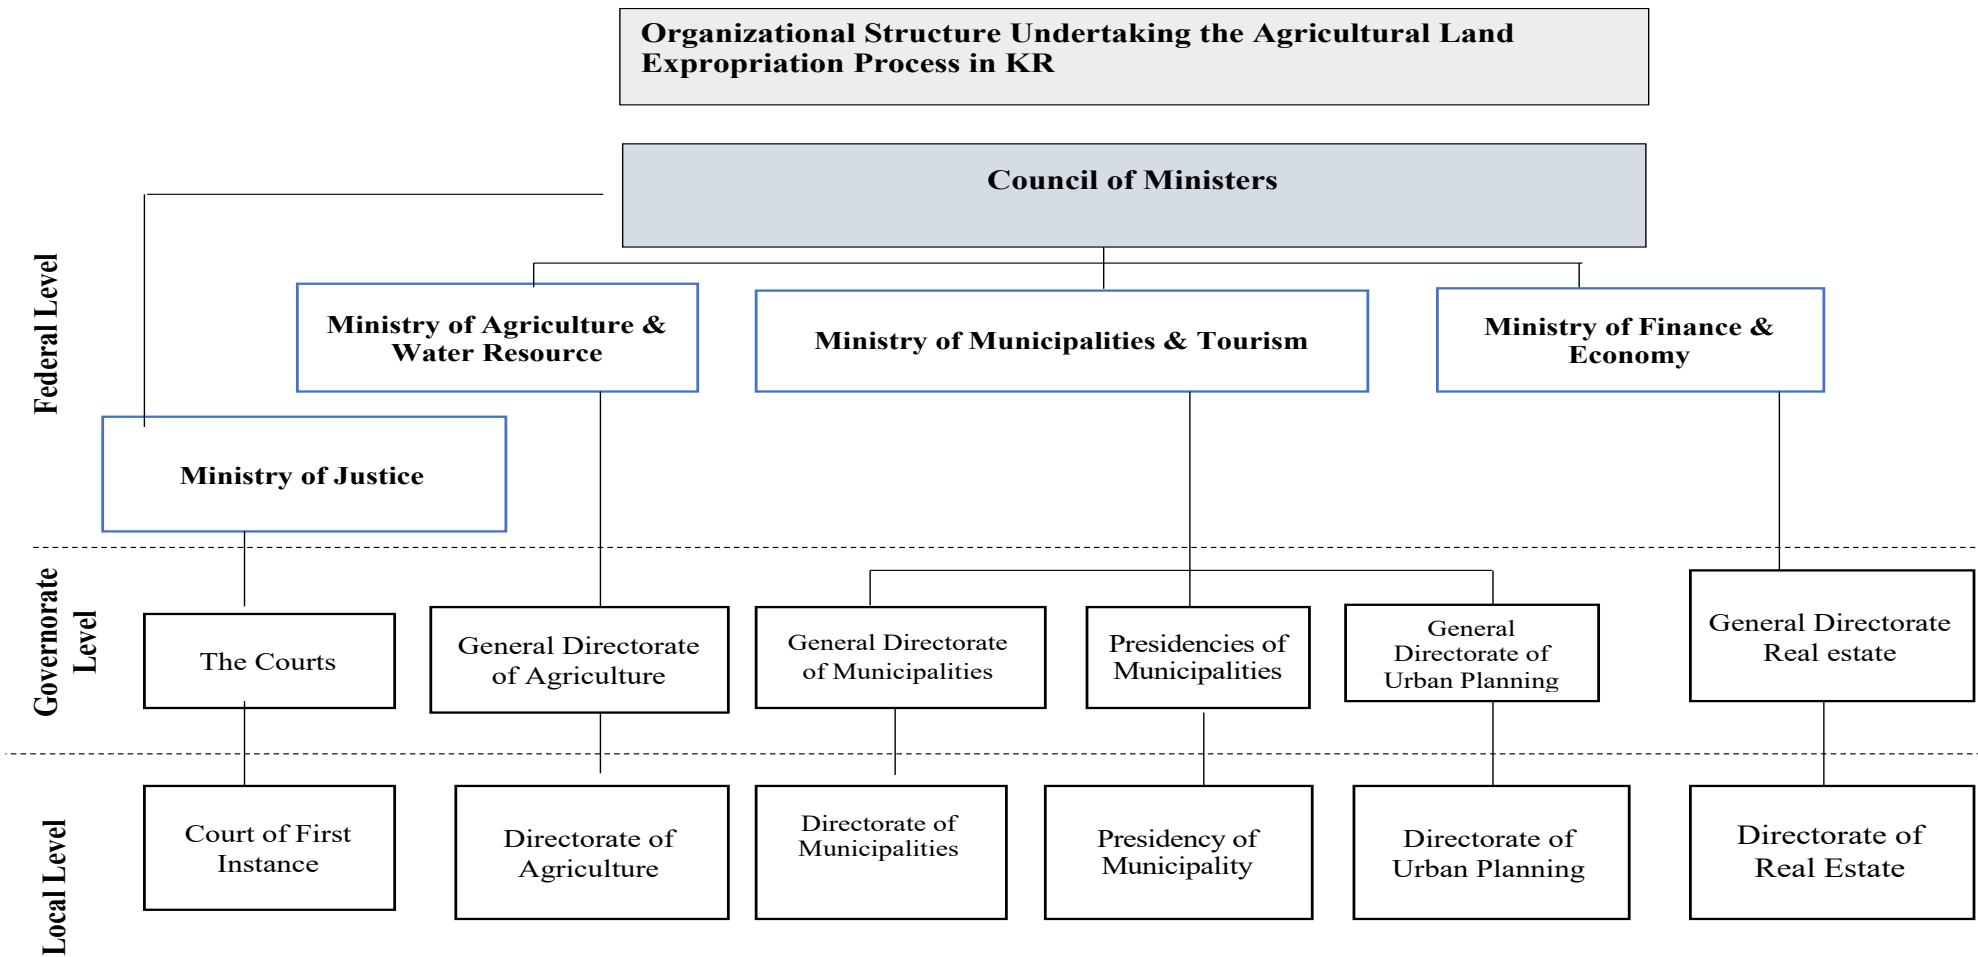 Organizational Structure Undertaking the Agricultural Land
Expropriation Process in KR
Council of Ministers
Federal Level
Ministry of Agriculture &
Water Resource
Ministry of Municipalities & Tourism
Ministry of Finance &
Economy
Ministry of Justice
Governorate
Level
The Courts
General Directorate
of Agriculture
General Directorate
of Municipalities
Presidencies of
Municipalities
General
Directorate of
Urban Planning
General Directorate
Real estate
Local Level
Court of First
Instance
Directorate of
Agriculture
Directorate of
Municipalities
Presidency of
Municipality
Directorate of
Urban Planning
Directorate of
Real Estate